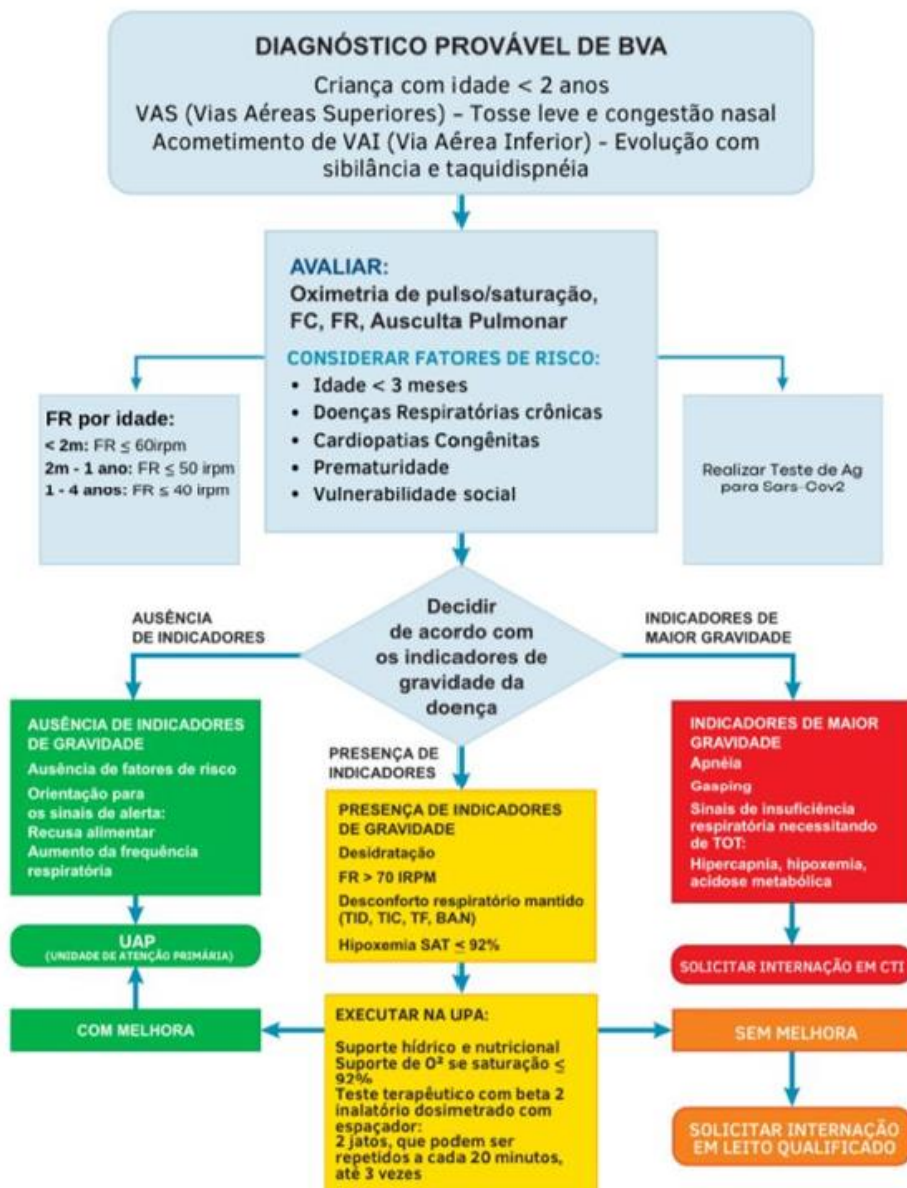 DIAGNÓSTICO PROVÁVEL DE BVA
Criança com idade < 2 anos
VAS (Vias Aéreas Superiores) – Tosse leve e congestão nasal
Acometimento de VAI (Via Aérea Inferior) - Evolução com
sibilância e taquidispnéia
AVALIAR:
Oximetria de pulso/saturação,
FC, FR, Ausculta Pulmonar
CONSIDERAR FATORES DE RISCO:
• Idade < 3 meses
• Doenças Respiratórias crônicas
• Cardiopatias Congênitas
• Prematuridade
• Vulnerabilidade social
FR por idade:
< 2m: FR ≤ 60irpm
2m - 1 ano: FR ≤ 50 irpm
1 - 4 anos: FR ≤ 40 irpm
Realizar Teste de Ag
para Sars-Cov2
Decidir
de acordo com
os indicadores de
gravidade da
doença
AUSÊNCIA
DE INDICADORES
AUSÊNCIA DE INDICADORES
DE GRAVIDADE
Ausência de fatores de risco
Orientação para
os sinais de alerta:
Recusa alimentar
Aumento da frequência
respiratória
UAP
(UNIDADE DE ATENÇÃO PRIMÁRIA)
COM MELHORA
PRESENÇA DE
INDICADORES
PRESENÇA DE INDICADORES
DE GRAVIDADE
Desidratação
FR > 70 IRPM
Desconforto respiratório mantido
(TID, TIC, TF, BAN)
Hipoxemia SAT ≤ 92%
EXECUTAR NA UPA:
Suporte hídrico e nutricional
Suporte de O² se saturação ≤
92%
Teste terapêutico com beta 2
inalatório dosimetrado com
espaçador:
2 jatos, que podem ser
repetidos a cada 20 minutos,
até 3 vezes
INDICADORES DE
MAIOR GRAVIDADE
INDICADORES DE MAIOR
GRAVIDADE
Apnéia
Gasping
Sinais de insuficiência
respiratória necessitando
de TOT:
Hipercapnia, hipoxemia,
acidose metabólica
SOLICITAR INTERNAÇÃO EM CTI
SEM MELHORA
SOLICITAR INTERNAÇÃO
EM LEITO QUALIFICADO